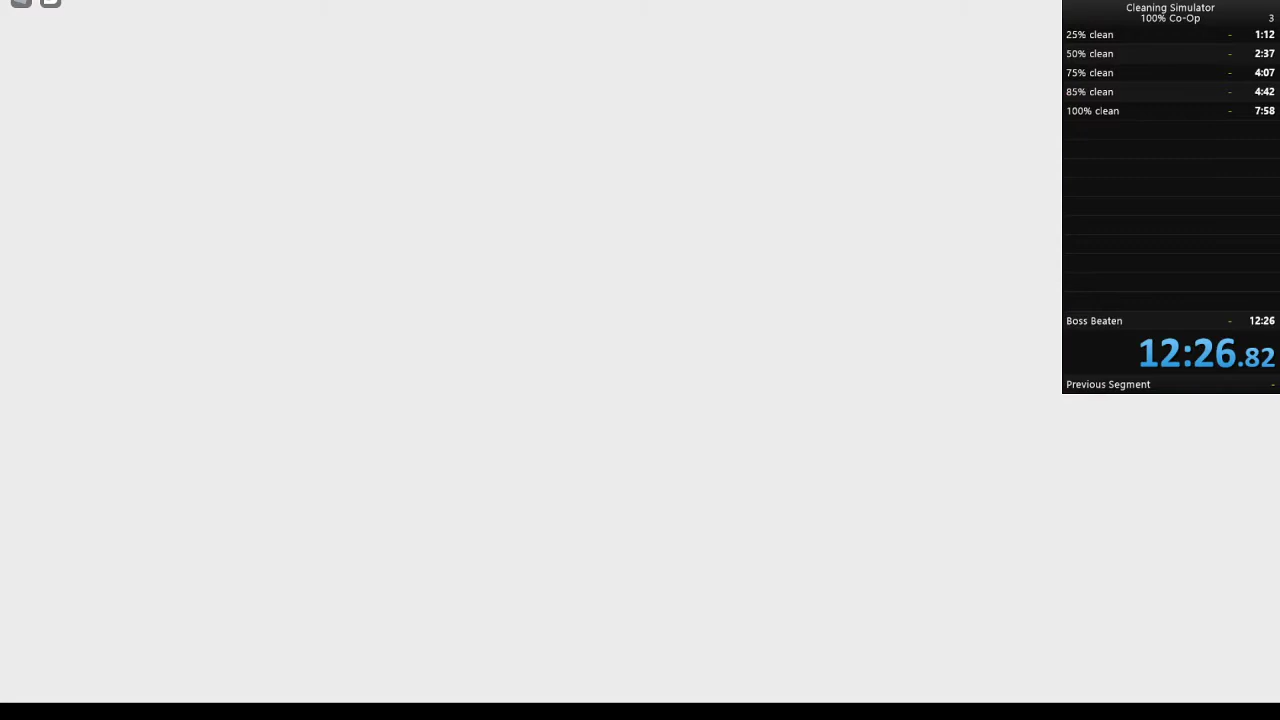 Cleaning Simulator
100% Co-Op 3
25% clean - 1:12
50% clean - 2:37
75% clean - 4:07
85% clean - 4:42
100% clean - 7:58
Boss Beaten - 12:26
12:26.82
Previous Segment -